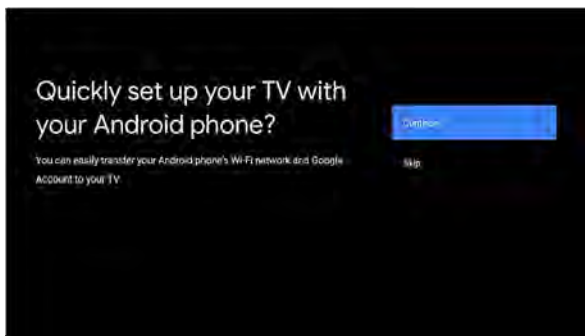 Quickly set up your TV with
your Android phone?
You can easily transfer your Android phone's Wi-Fi network and Google
Account to your TV.
Continue
Skip